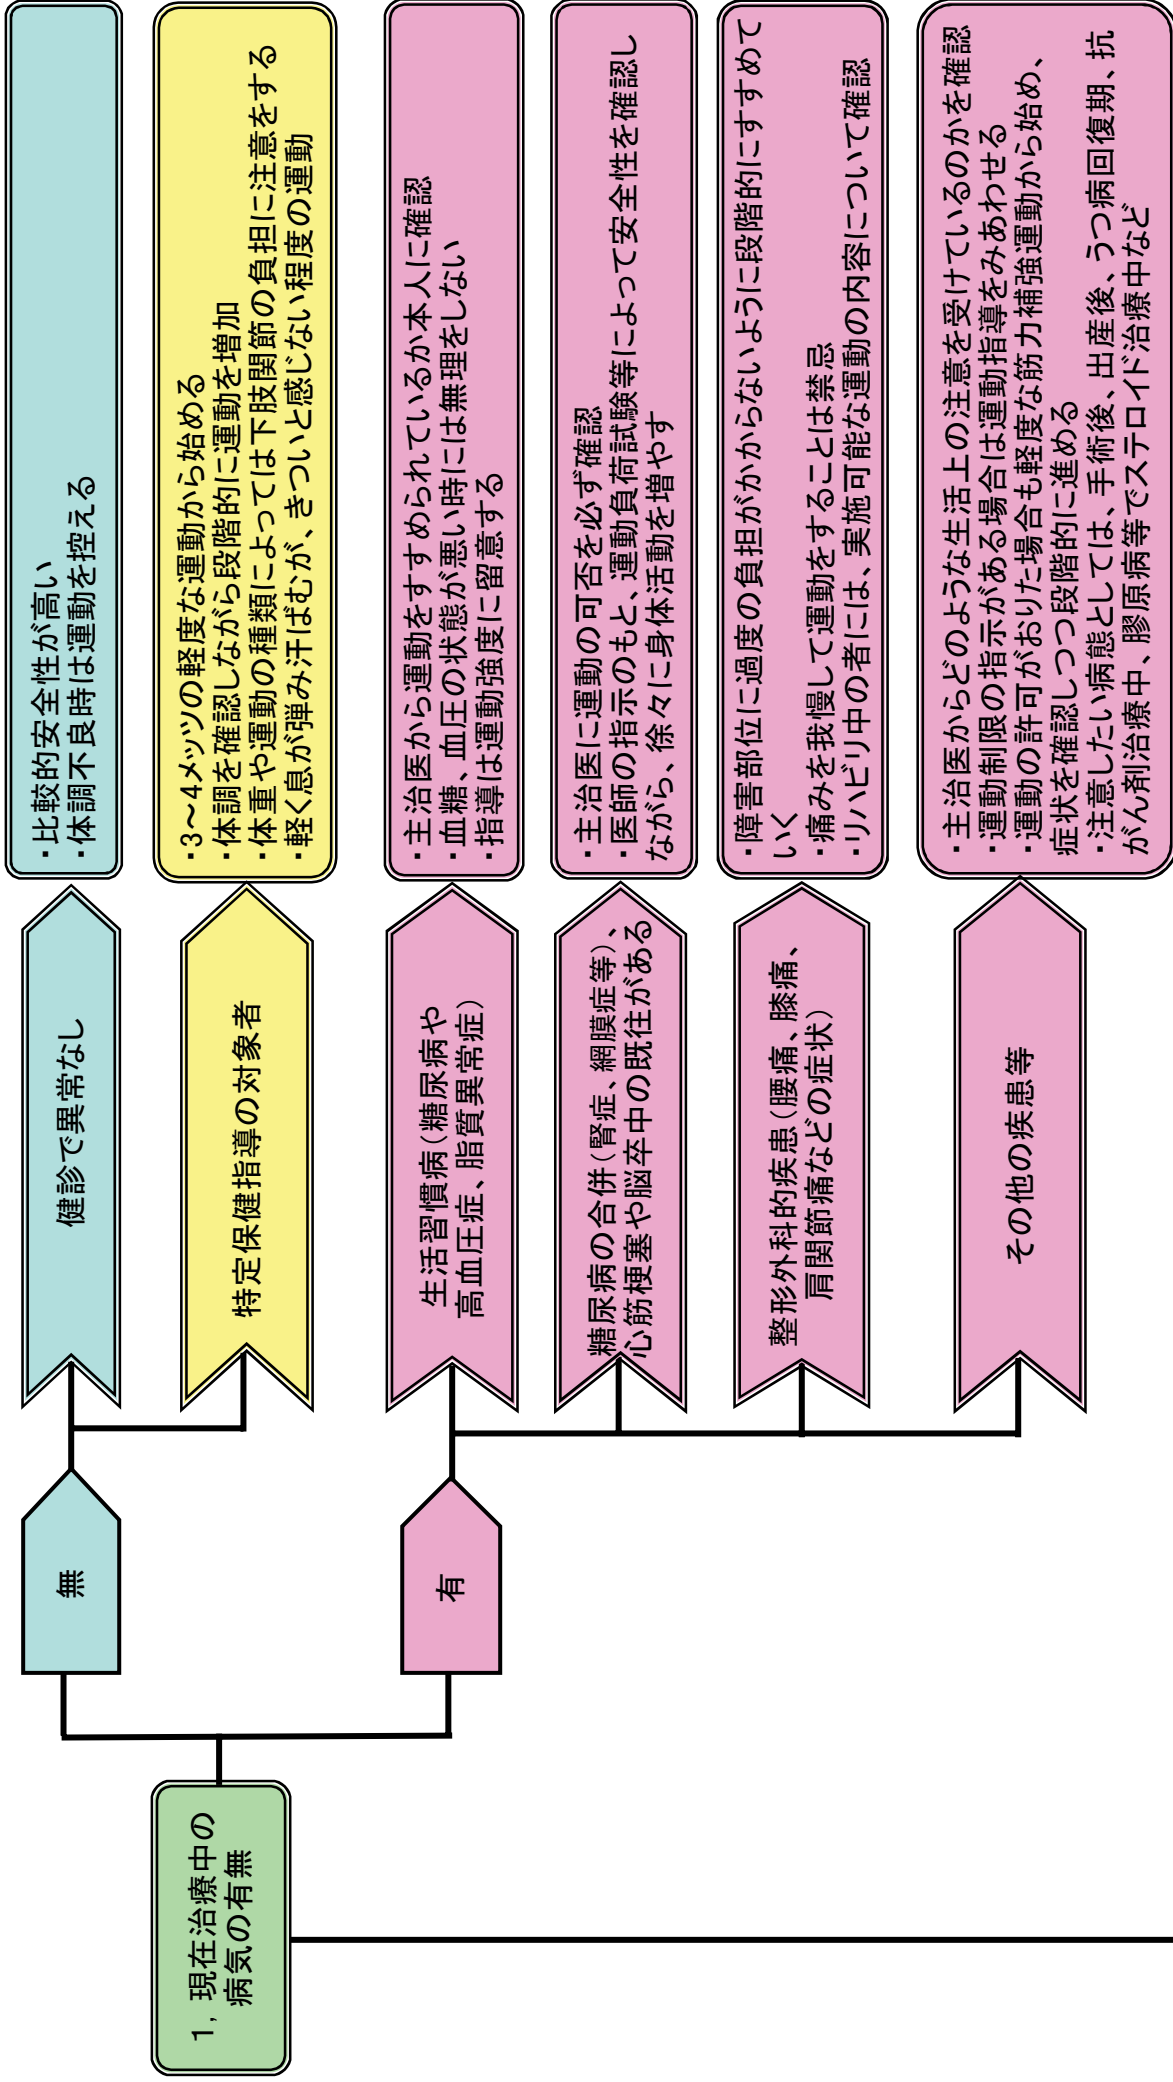 1, 現在治療中の
病気の有無
無
健診で異常なし
・比較的安全性が高い
・体調不良時は運動を控える
特定保健指導の対象者
・3～4メッツの軽度な運動から始める
・体調を確認しながら段階的に運動を増加
・体重や運動の種類によっては下肢関節の負担に注意をする
・軽く息が弾み汗ばむが、きついと感じない程度の運動
有
生活習慣病(糖尿病や
高血圧症、脂質異常症)
・主治医から運動をすすめられているか本人に確認
・血糖、血圧の状態が悪い時には無理をしない
・指導は運動強度に留意する
糖尿病の合併(腎症、網膜症等)、
心筋梗塞や脳卒中の既往がある
・主治医に運動の可否を必ず確認
・医師の指示のもと、運動負荷試験等によって安全性を確認し
ながら、徐々に身体活動を増やす
整形外科的疾患(腰痛、膝痛、
肩関節痛などの症状)
・障害部位に過度の負担がかからないように段階的にすすめて
いく
・痛みを我慢して運動をすることは禁忌
・リハビリ中の者には、実施可能な運動の内容について確認
その他の疾患等
・主治医からどのような生活上の注意を受けているのかを確認
・運動制限の指示がある場合は運動指導をみあわせる
・運動の許可がおりた場合も軽度な筋力補強運動から始め、
症状を確認しつつ段階的に進める
・注意したい病態としては、手術後、出産後、うつ病回復期、抗
がん剤治療中、膠原病等でステロイド治療中など